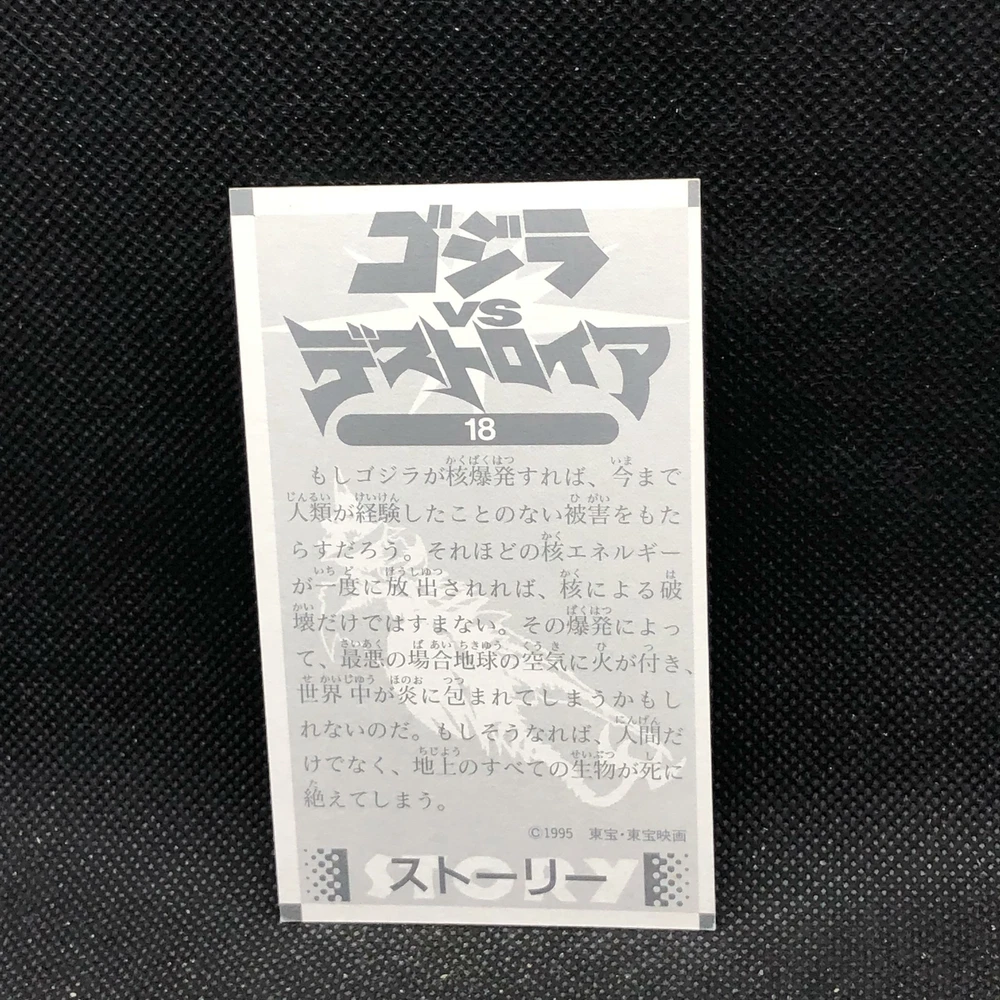 ゴジラ
VS
デストロイア
18
もしゴジラが核爆発すれば、今まで
人類が経験したことのない被害をもた
らすだろう。それほどの核エネルギー
が一度に放出されれば、核による破
壊だけではすまない。その爆発によっ
て、最悪の場合地球の空気に火が付き、
世界中が炎に包まれてしまうかもし
れないのだ。もしそうなれば、人間だ
けでなく、地上のすべての生物が死に
絶えてしまう。
©1995 東宝・東宝映画
STORY
ストーリー